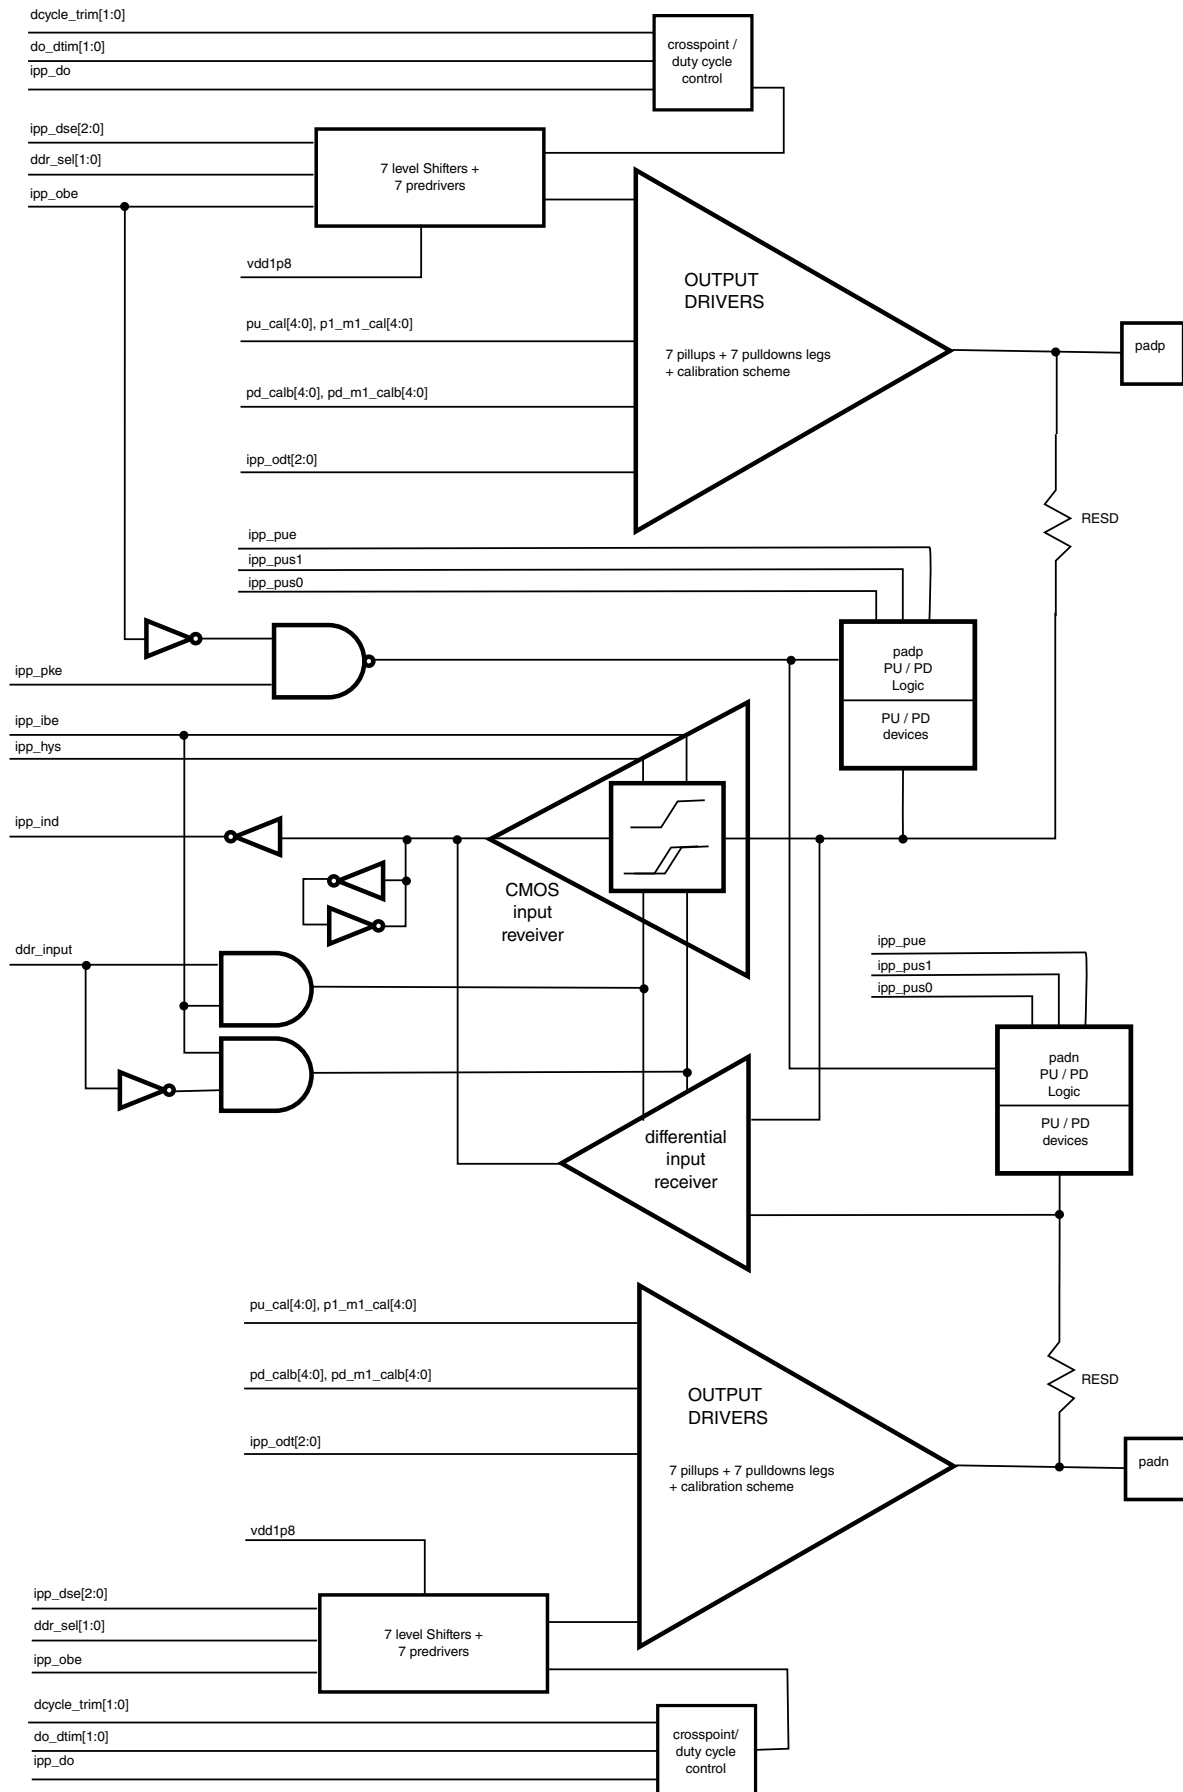 dcycle_trim[1:0]
do_dtim[1:0]
ipp_do
crosspoint /
duty cycle
control
ipp_dse[2:0]
ddr_sel[1:0]
ipp_obe
7 level Shifters +
7 predrivers
vdd1p8
OUTPUT
DRIVERS
pu_cal[4:0], p1_m1_cal[4:0]
7 pillups + 7 pulldowns legs
+ calibration scheme
padp
pd_calb[4:0], pd_m1_calb[4:0]
ipp_odt[2:0]
RESD
ipp_pue
ipp_pus1
ipp_pus0
padp
PU / PD
Logic
PU / PD
devices
ipp_pke
ipp_ibe
ipp_hys
ipp_ind
CMOS
input
reveiver
ddr_input
ipp_pue
ipp_pus1
ipp_pus0
padn
PU / PD
Logic
PU / PD
devices
differential
input
receiver
pu_cal[4:0], p1_m1_cal[4:0]
pd_calb[4:0], pd_m1_calb[4:0]
RESD
OUTPUT
DRIVERS
ipp_odt[2:0]
7 pillups + 7 pulldowns legs
+ calibration scheme
padn
vdd1p8
ipp_dse[2:0]
ddr_sel[1:0]
ipp_obe
7 level Shifters +
7 predrivers
dcycle_trim[1:0]
do_dtim[1:0]
ipp_do
crosspoint/
duty cycle
control